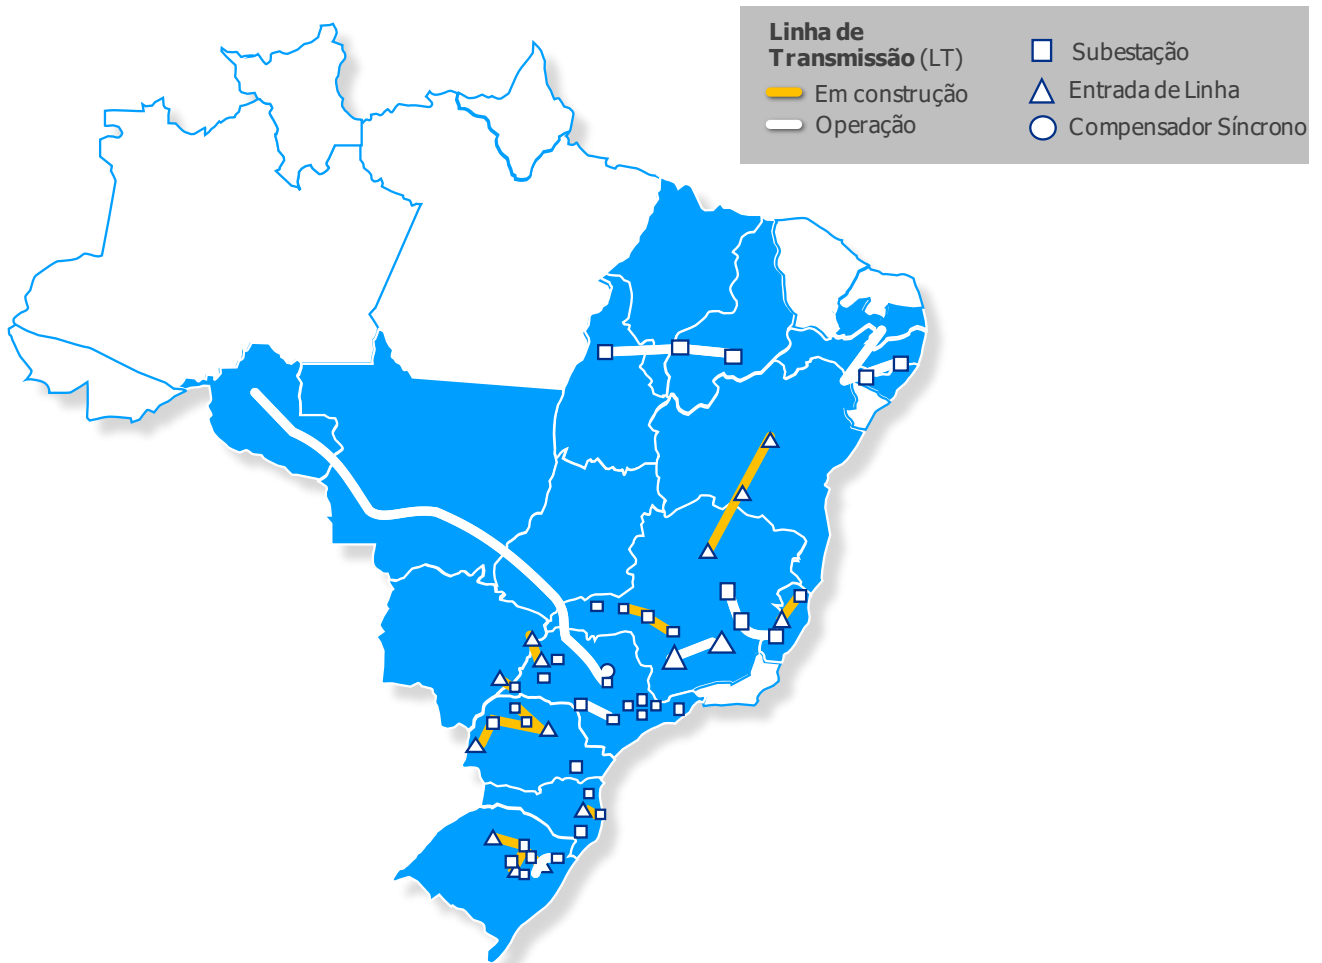 Linha de
Transmissão (LT)
Em construção
Operação
Subestação
Entrada de Linha
Compensador Síncrono